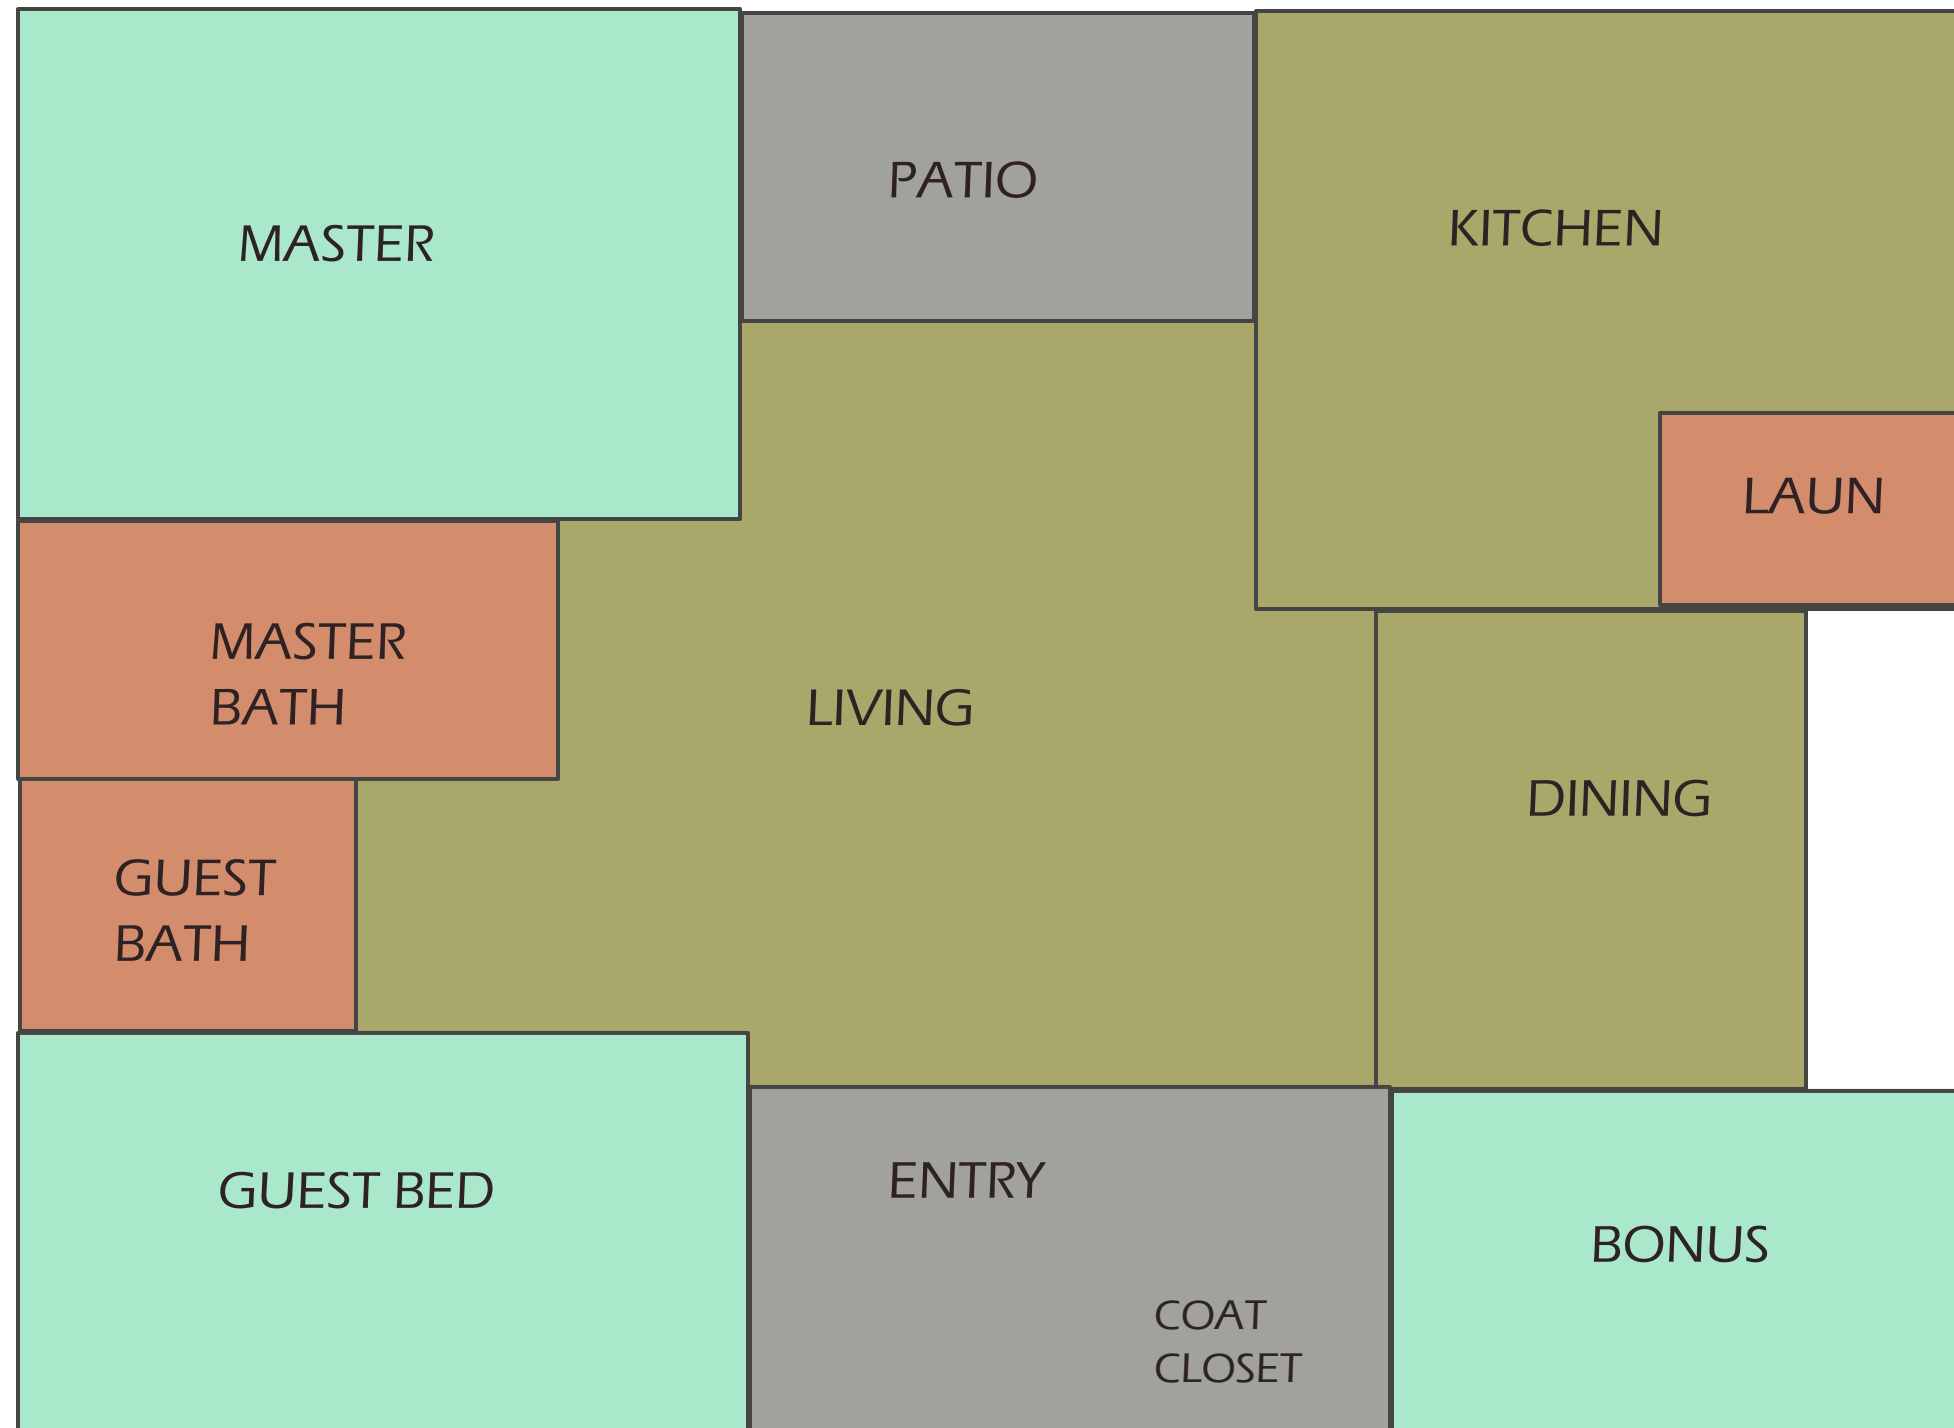 MASTER
PATIO
KITCHEN
LAUN
MASTER
BATH
LIVING
DINING
GUEST
BATH
GUEST BED
ENTRY
BONUS
COAT
CLOSET